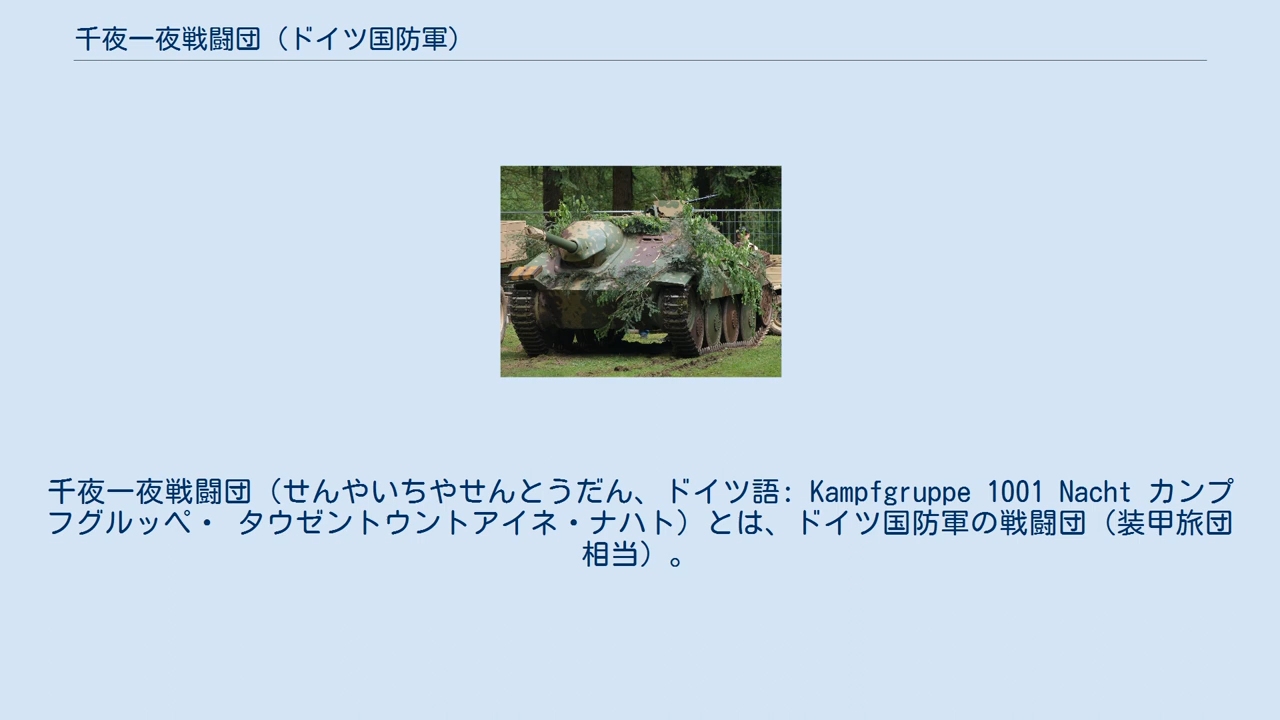 千夜一夜戦闘団（ドイツ国防軍）
千夜一夜戦闘団（せんやいちやせんとうだん、ドイツ語: Kampfgruppe 1001 Nacht カンプ
フグルッペ・ タウゼントウントアイネ・ナハト）とは、ドイツ国防軍の戦闘団（装甲旅団
相当）。